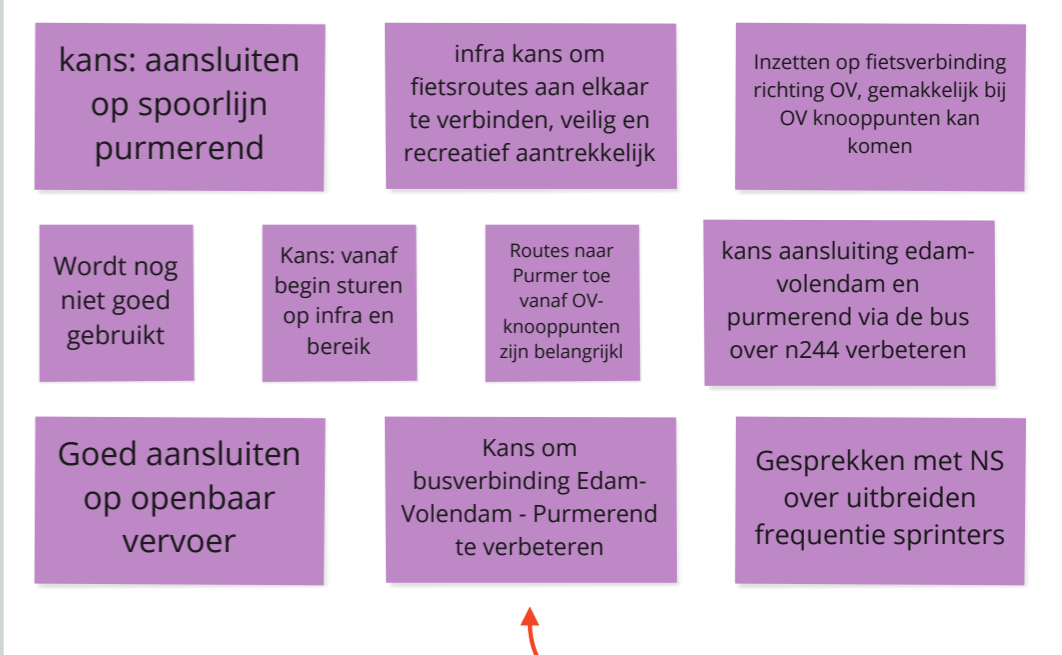 kans: aansluiten
op spoorlijn
purmerend
infra kans om
fietsroutes aan elkaar
te verbinden, veilig en
recreatief aantrekkelijk
Inzetten op fietsverbinding
richting OV, gemakkelijk bij
OV knooppunten kan
komen
Wordt nog
niet goed
gebruikt
Kans: vanaf
begin sturen
op infra en
bereik
Routes naar
Purmer toe
vanaf OV-
knooppunten
zijn belangrijkl
kans aansluiting edam-
volendam en
purmerend via de bus
over n244 verbeteren
Goed aansluiten
op openbaar
vervoer
Kans om
busverbinding Edam-
Volendam - Purmerend
te verbeteren
Gesprekken met NS
over uitbreiden
frequentie sprinters